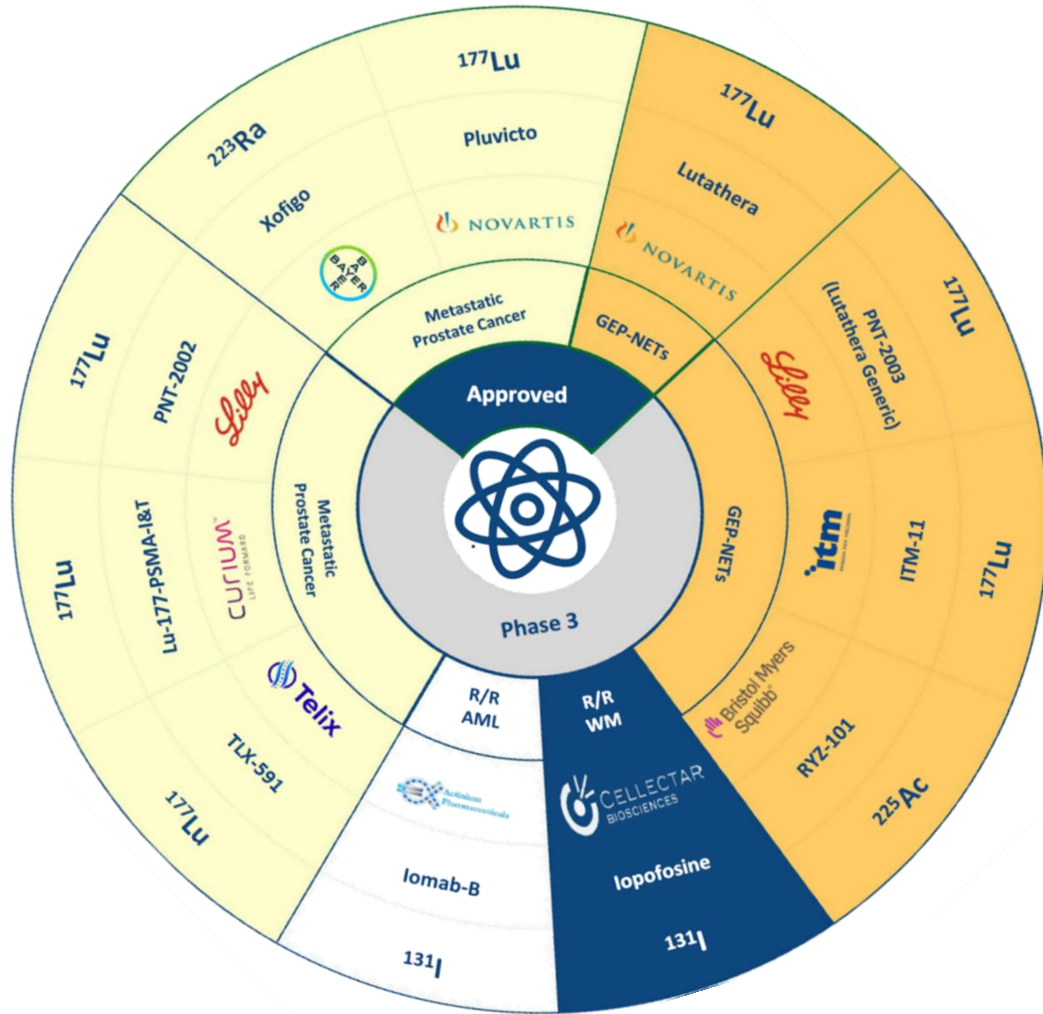 Approved
Metastatic
Prostate Cancer
BAYER
BAYER
Xofigo
223Ra
NOVARTIS
Pluvicto
177Lu
GEP-NETs
NOVARTIS
Lutathera
177Lu
Phase 3
GEP-NETs
Lilly
PNT-2003
(Lutathera Generic)
177Lu
itm
ITM-11
177Lu
Bristol Myers
Squibb®
RYZ-101
225Ac
R/R
WM
CELLECTAR
BIOSCIENCES
Iopofosine
131I
R/R
AML
Actinium
Pharmaceuticals
Iomab-B
131I
Metastatic
Prostate Cancer
Telix
TLX-591
177Lu
CURIUM™
LIFE FORWARD
Lu-177-PSMA-I&T
177Lu
Lilly
PNT-2002
177Lu